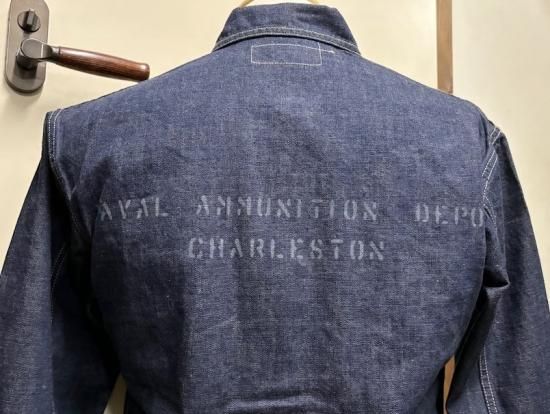 AVAL AMMUNITION DEPO
CHARLESTON